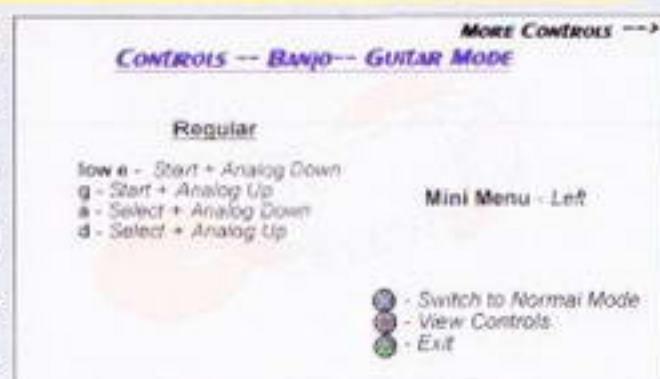 MORE CONTROLS -->
CONTROLS -- BANJO-- GUITAR MODE
Regular
low e - Start + Analog Down
g - Start + Analog Up
a - Select + Analog Down
d - Select + Analog Up
Mini Menu - Left
- Switch to Normal Mode
- View Controls
- Exit